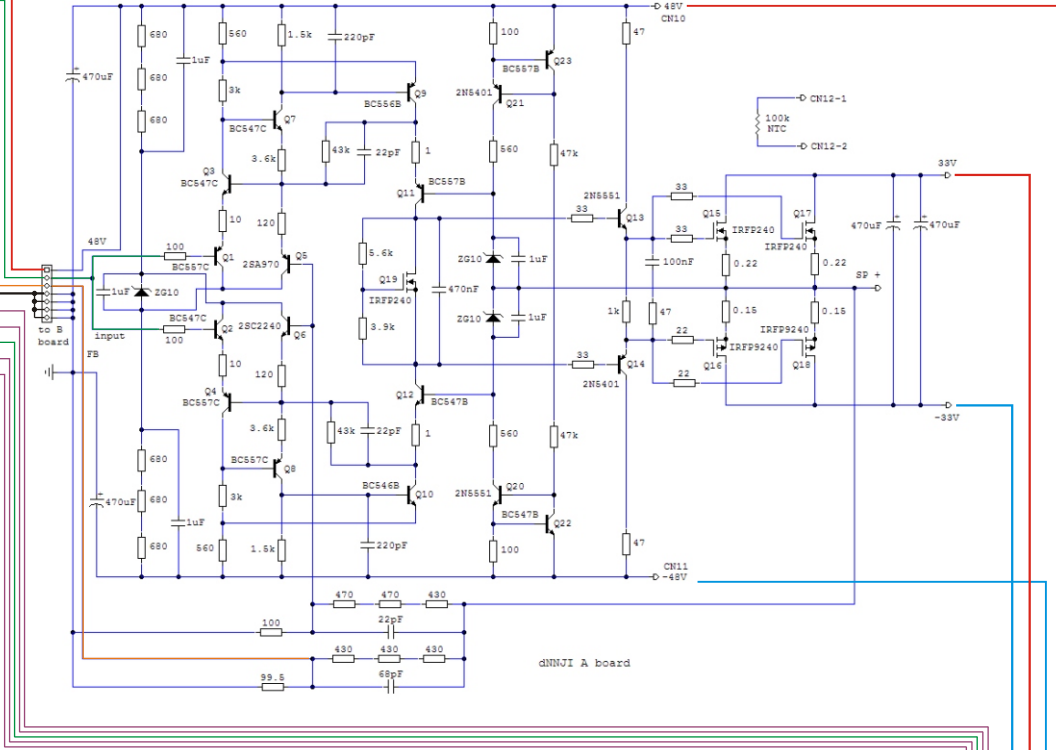 48V
CN10
680
560
1.5k
220pF
100
47
BC557B
Q23
1uF
470uF
680
3k
BC556B
Q9
2N5401
Q21
CN12-1
680
BC547C
Q7
100k
NTC
3.6k
43k
22pF
1
560
47k
CN12-2
Q3
BC547C
BC557B
Q11
33V
2N5551
33
10
120
33
Q13
Q15
Q17
470uF
470uF
48V
100
33
IRFP240
IRFP240
BC557C
Q1
2SA970
Q5
5.6k
ZG10
1uF
100nF
0.22
0.22
Q19
IRFP240
SP +
1uF
ZG10
470nF
BC547C
Q2
2SC2240
Q6
3.9k
ZG10
1uF
1k
47
0.15
0.15
to B
board
input
100
22
IRFP9240
IRFP9240
FB
10
120
33
Q14
Q16
Q18
2N5401
22
Q4
BC557C
Q12
BC547B
-33V
3.6k
43k
22pF
1
560
47k
680
BC557C
Q8
BC546B
Q10
2N5551
Q20
680
3k
470uF
1uF
BC547B
Q22
680
560
1.5k
220pF
100
47
CN11
-48V
470
470
430
100
22pF
430
430
430
99.5
68pF
dNNJI A board